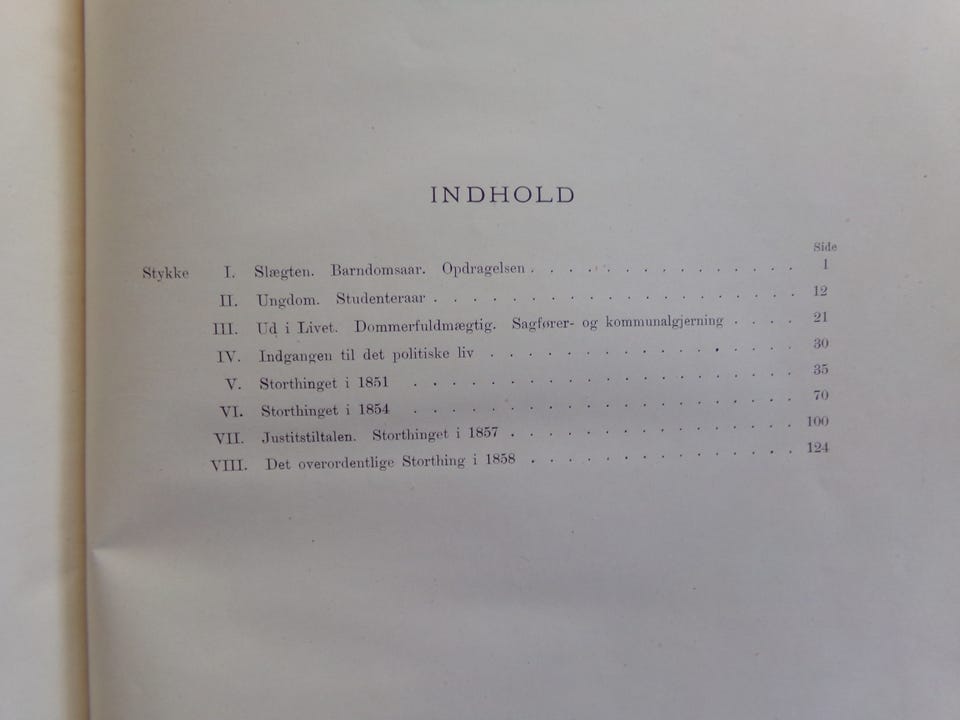 INDHOLD
Side
Stykke I. Slægten. Barndomsaar. Opdragelsen . . . . . . . . . . . . . . . 1
II. Ungdom. Studenteraar . . . . . . . . . . . . . . . . . . . . 12
III. Ud i Livet. Dommerfuldmægtig. Sagfører- og kommunalgjerning . . . . 21
IV. Indgangen til det politiske liv . . . . . . . . . . . . . . . . . 30
V. Storthinget i 1851 . . . . . . . . . . . . . . . . . . . . . 35
VI. Storthinget i 1854 . . . . . . . . . . . . . . . . . . . . . 70
VII. Justitstiltalen. Storthinget i 1857 . . . . . . . . . . . . . . . . 100
VIII. Det overordentlige Storthing i 1858 . . . . . . . . . . . . . . . 124